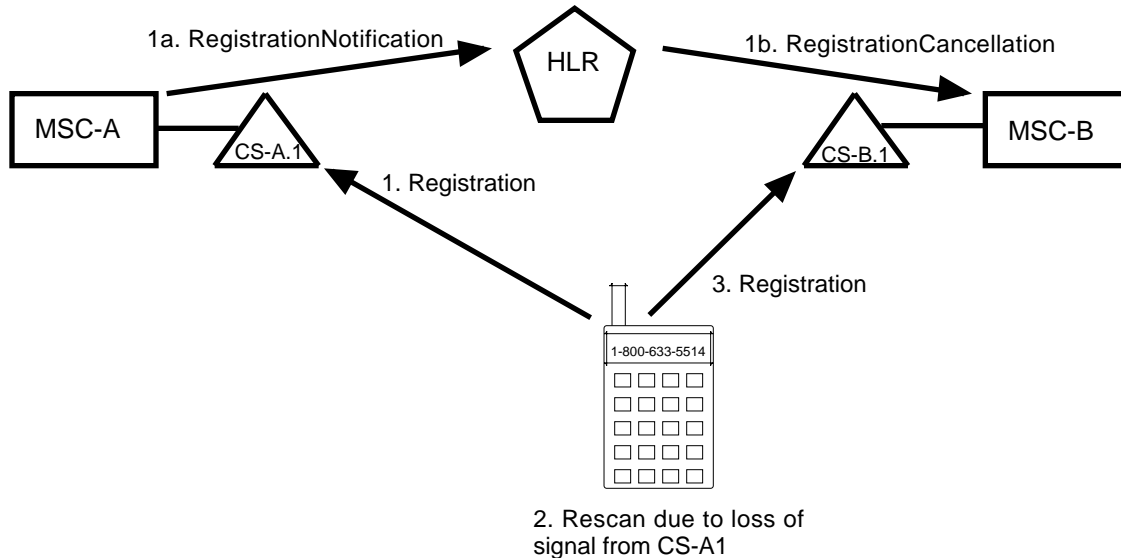 1a. RegistrationNotification
HLR
1b. RegistrationCancellation
MSC-A
CS-A.1
CS-B.1
MSC-B
1. Registration
3. Registration
1-800-633-5514
2. Rescan due to loss of
signal from CS-A1